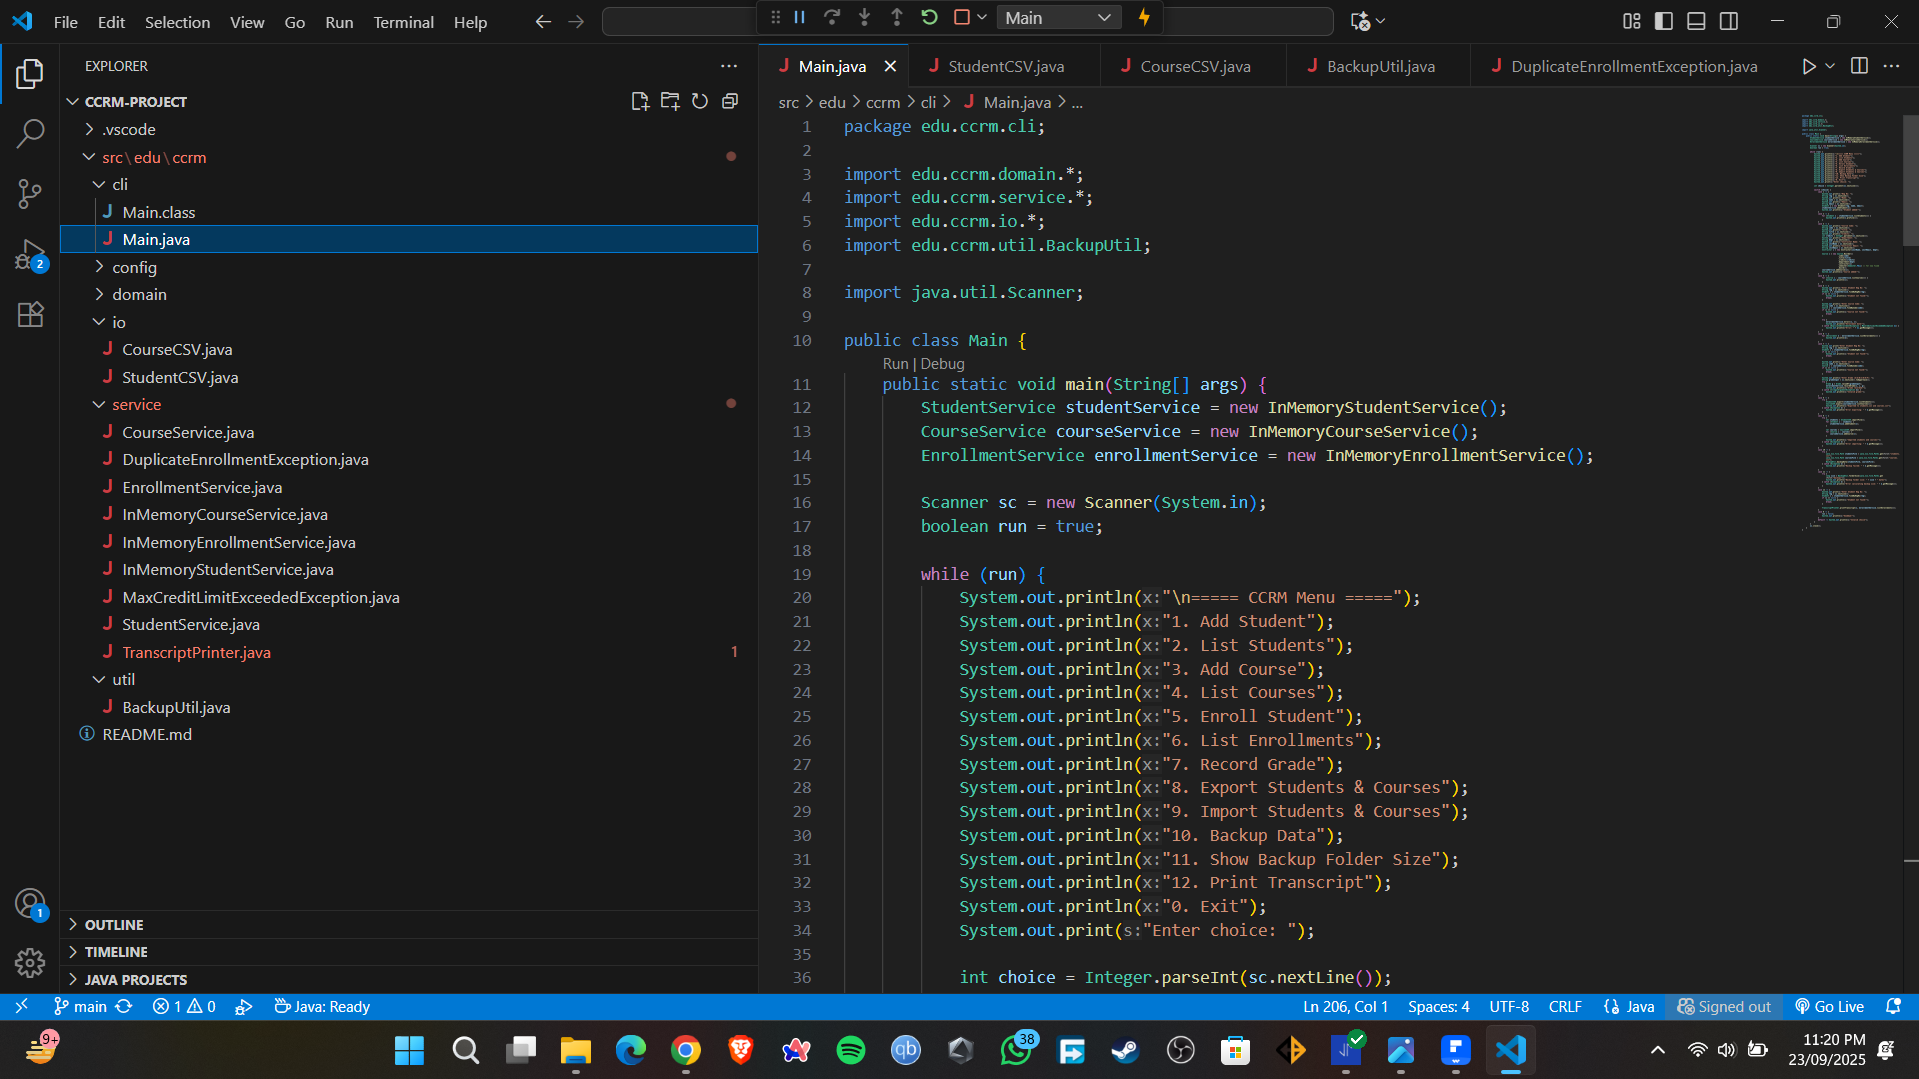 File Edit Selection View Go Run Terminal Help
Main
EXPLORER
CCRM-PROJECT
.vscode
src\edu\ccrm
cli
Main.class
Main.java
config
domain
io
CourseCSV.java
StudentCSV.java
service
CourseService.java
DuplicateEnrollmentException.java
EnrollmentService.java
InMemoryCourseService.java
InMemoryEnrollmentService.java
InMemoryStudentService.java
MaxCreditLimitExceededException.java
StudentService.java
TranscriptPrinter.java 1
util
BackupUtil.java
README.md
OUTLINE
TIMELINE
JAVA PROJECTS
2
1
Main.java StudentCSV.java CourseCSV.java BackupUtil.java DuplicateEnrollmentException.java
src > edu > ccrm > cli > Main.java > ...
1 package edu.ccrm.cli;
2
3 import edu.ccrm.domain.*;
4 import edu.ccrm.service.*;
5 import edu.ccrm.io.*;
6 import edu.ccrm.util.BackupUtil;
7
8 import java.util.Scanner;
9
10 public class Main {
Run | Debug
11 public static void main(String[] args) {
12 StudentService studentService = new InMemoryStudentService();
13 CourseService courseService = new InMemoryCourseService();
14 EnrollmentService enrollmentService = new InMemoryEnrollmentService();
15
16 Scanner sc = new Scanner(System.in);
17 boolean run = true;
18
19 while (run) {
20 System.out.println(x:"\n===== CCRM Menu =====");
21 System.out.println(x:"1. Add Student");
22 System.out.println(x:"2. List Students");
23 System.out.println(x:"3. Add Course");
24 System.out.println(x:"4. List Courses");
25 System.out.println(x:"5. Enroll Student");
26 System.out.println(x:"6. List Enrollments");
27 System.out.println(x:"7. Record Grade");
28 System.out.println(x:"8. Export Students & Courses");
29 System.out.println(x:"9. Import Students & Courses");
30 System.out.println(x:"10. Backup Data");
31 System.out.println(x:"11. Show Backup Folder Size");
32 System.out.println(x:"12. Print Transcript");
33 System.out.println(x:"0. Exit");
34 System.out.print(s:"Enter choice: ");
35
36 int choice = Integer.parseInt(sc.nextLine());
main 1 0 Java: Ready Ln 206, Col 1 Spaces: 4 UTF-8 CRLF {} Java Signed out Go Live
9+ qb 38 11:20 PM
23/09/2025